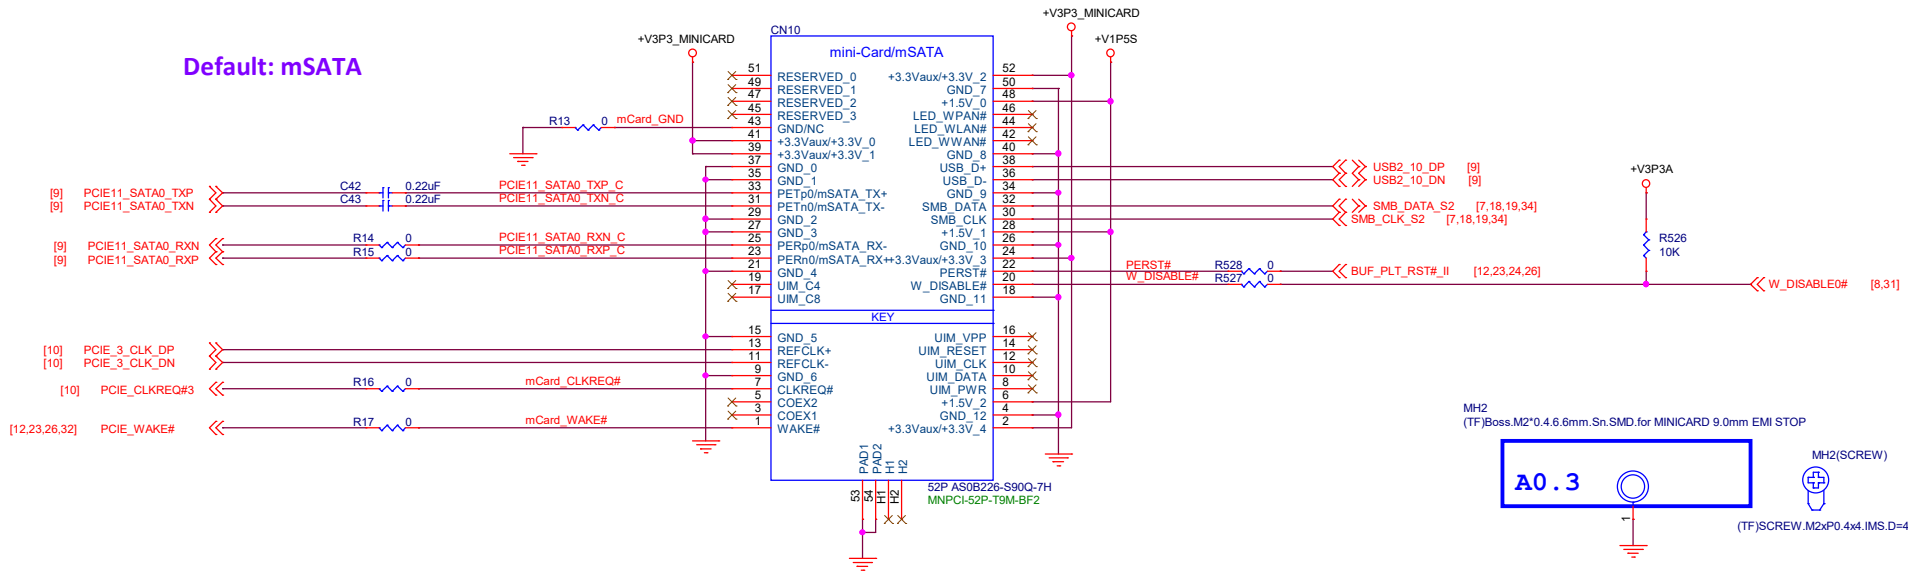 Default: mSATA
+V3P3_MINICARD
+V3P3_MINICARD
+V1P5S
CN10
mini-Card/mSATA
51 RESERVED_0 +3.3Vaux/+3.3V_2 52
49 RESERVED_1 GND_7 50
47 RESERVED_2 +1.5V_0 48
45 RESERVED_3 LED_WPAN# 46
R13 0 mCard_GND 43 GND/NC LED_WLAN# 44
41 +3.3Vaux/+3.3V_0 LED_WWAN# 42
39 +3.3Vaux/+3.3V_1 GND_8 40
37 GND_0 USB_D+ 38 USB2_10_DP [9]
35 GND_1 USB_D- 36 USB2_10_DN [9]
+V3P3A
[9] PCIE11_SATA0_TXP C42 0.22uF PCIE11_SATA0_TXP_C 33 PETp0/mSATA_TX+ GND_9 34
[9] PCIE11_SATA0_TXN C43 0.22uF PCIE11_SATA0_TXN_C 31 PETn0/mSATA_TX- SMB_DATA 32 SMB_DATA_S2 [7,18,19,34]
29 GND_2 SMB_CLK 30 SMB_CLK_S2 [7,18,19,34]
27 GND_3 +1.5V_1 28
[9] PCIE11_SATA0_RXN R14 0 PCIE11_SATA0_RXN_C 25 PERp0/mSATA_RX- GND_10 26
[9] PCIE11_SATA0_RXP R15 0 PCIE11_SATA0_RXP_C 23 PERn0/mSATA_RX+ +3.3Vaux/+3.3V_3 24
R526
10K
21 GND_4 PERST# 22 PERST# R528 0 BUF_PLT_RST#_II [12,23,24,26]
19 UIM_C4 W_DISABLE# 20 W_DISABLE# R527 0 W_DISABLE0# [8,31]
17 UIM_C8 GND_11 18
KEY
15 GND_5 UIM_VPP 16
[10] PCIE_3_CLK_DP 13 REFCLK+ UIM_RESET 14
[10] PCIE_3_CLK_DN 11 REFCLK- UIM_CLK 12
9 GND_6 UIM_DATA 10
[10] PCIE_CLKREQ#3 R16 0 mCard_CLKREQ# 7 CLKREQ# UIM_PWR 8
5 COEX2 +1.5V_2 6
3 COEX1 GND_12 4
[12,23,26,32] PCIE_WAKE# R17 0 mCard_WAKE# 1 WAKE# +3.3Vaux/+3.3V_4 2
PAD1 PAD2 H1 H2
53 54 H1 H2
52P AS0B226-S90Q-7H
MNPCI-52P-T9M-BF2
MH2
(TF)Boss.M2*0.4.6.6mm.Sn.SMD.for MINICARD 9.0mm EMI STOP
A0.3
1
MH2(SCREW)
(TF)SCREW.M2xP0.4x4.IMS.D=4